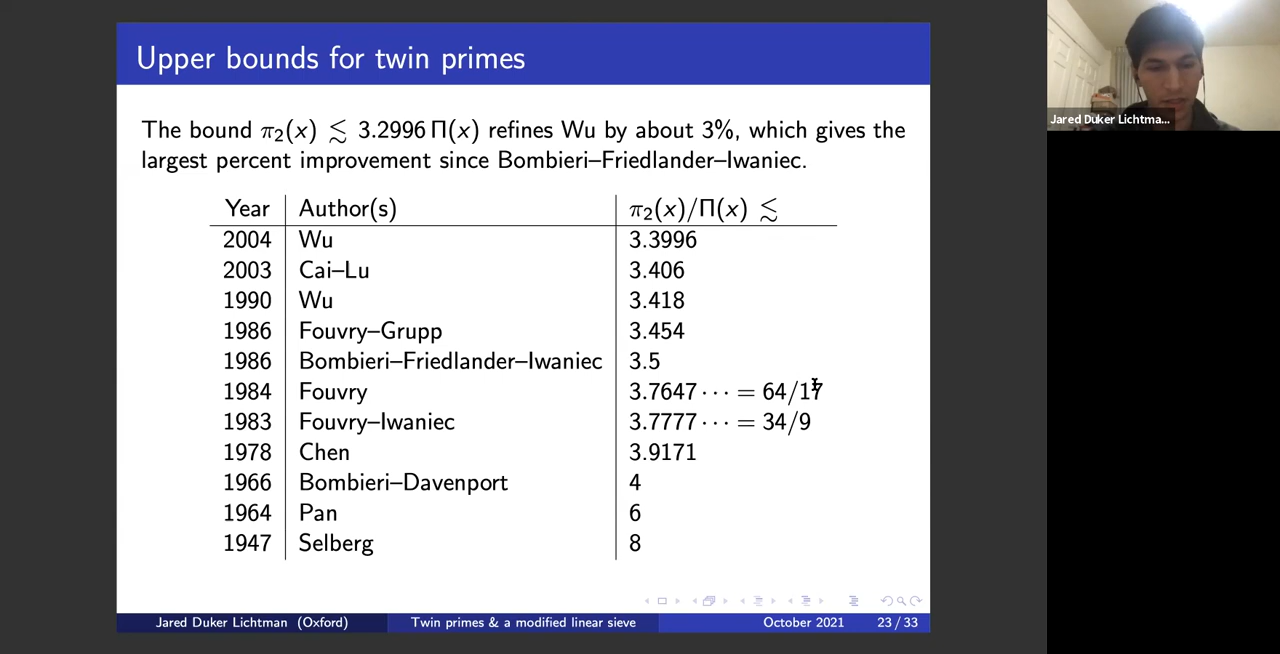 Upper bounds for twin primes
The bound π₂(x) ≲ 3.2996 Π(x) refines Wu by about 3%, which gives the
largest percent improvement since Bombieri–Friedlander–Iwaniec.
Year Author(s) π₂(x)/Π(x) ≲
2004 Wu 3.3996
2003 Cai–Lu 3.406
1990 Wu 3.418
1986 Fouvry–Grupp 3.454
1986 Bombieri–Friedlander–Iwaniec 3.5
1984 Fouvry 3.7647 ··· = 64/17
1983 Fouvry–Iwaniec 3.7777 ··· = 34/9
1978 Chen 3.9171
1966 Bombieri–Davenport 4
1964 Pan 6
1947 Selberg 8
Jared Duker Lichtman (Oxford) Twin primes & a modified linear sieve October 2021 23 / 33
Jared Duker Lichtma...